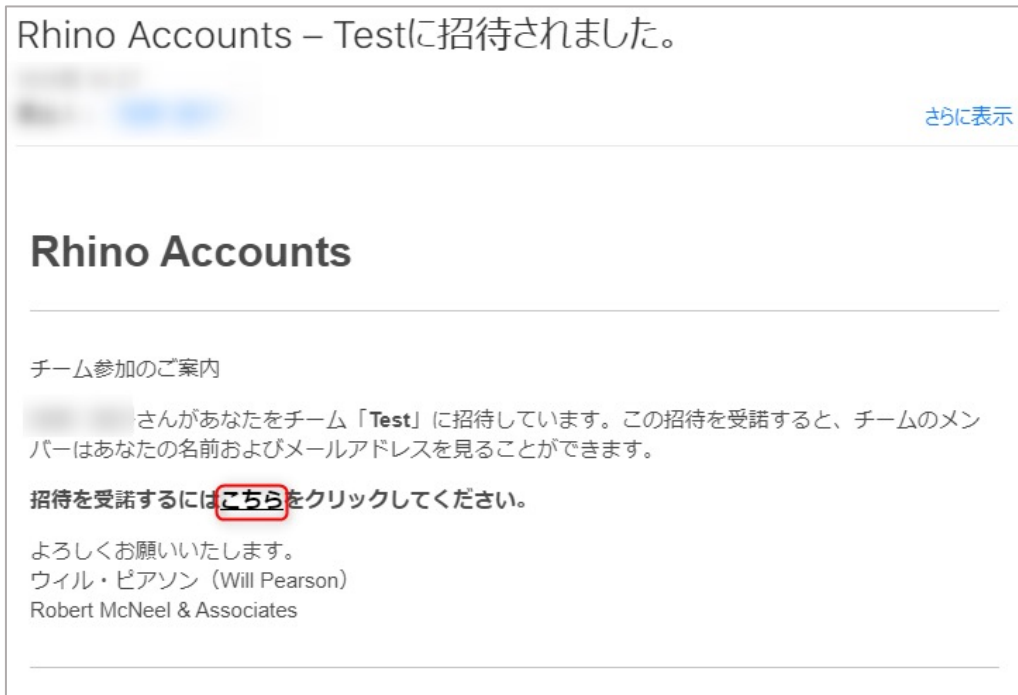 Rhino Accounts – Testに招待されました。
さらに表示
Rhino Accounts
チーム参加のご案内
さんがあなたをチーム「Test」に招待しています。この招待を受諾すると、チームのメン
バーはあなたの名前およびメールアドレスを見ることができます。
招待を受諾するにはこちらをクリックしてください。
よろしくお願いいたします。
ウィル・ピアソン（Will Pearson）
Robert McNeel & Associates